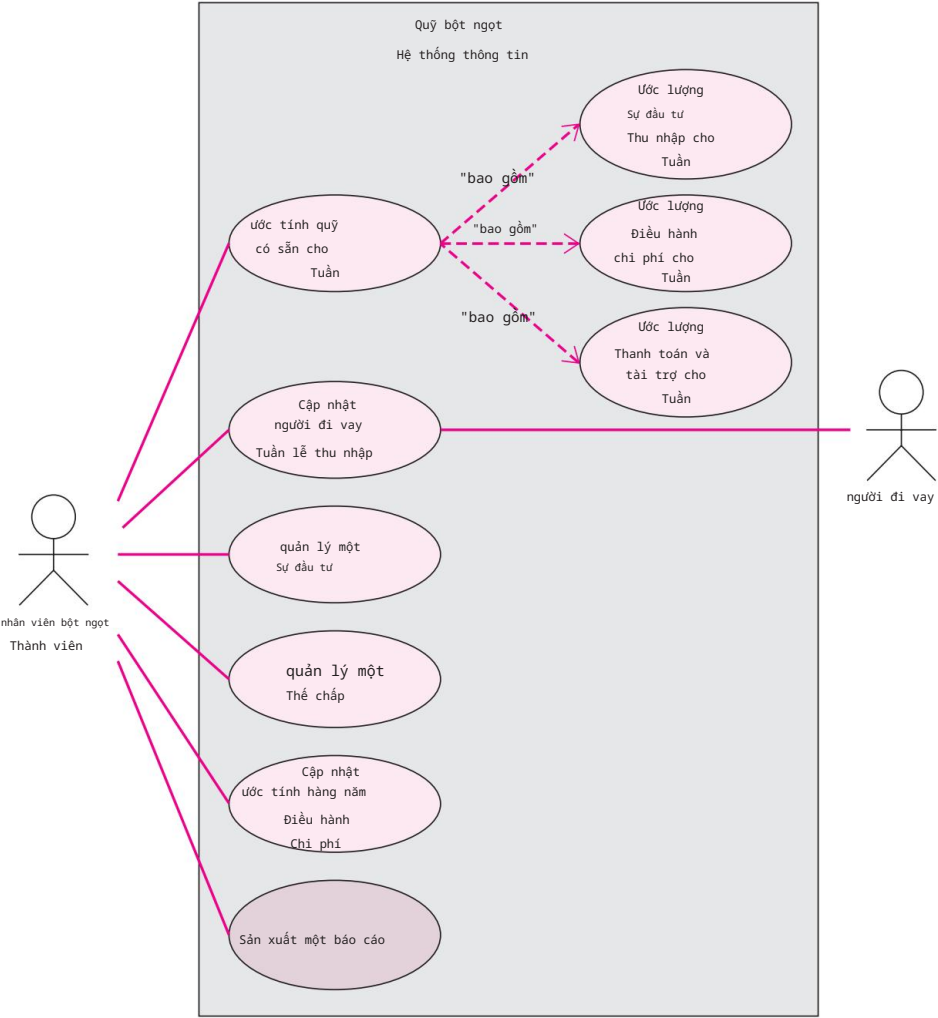 Quỹ bột ngọt
Hệ thống thông tin
Ước lượng
Sự đầu tư
Thu nhập cho
Tuần
"bao gồm"
ước tính quỹ
có sẵn cho
Tuần
"bao gồm"
Ước lượng
Điều hành
chi phí cho
Tuần
"bao gồm"
Ước lượng
Thanh toán và
tài trợ cho
Tuần
Cập nhật
người đi vay
Tuần lễ thu nhập
người đi vay
quản lý một
Sự đầu tư
nhân viên bột ngọt
Thành viên
quản lý một
Thế chấp
Cập nhật
ước tính hàng năm
Điều hành
Chi phí
Sản xuất một báo cáo